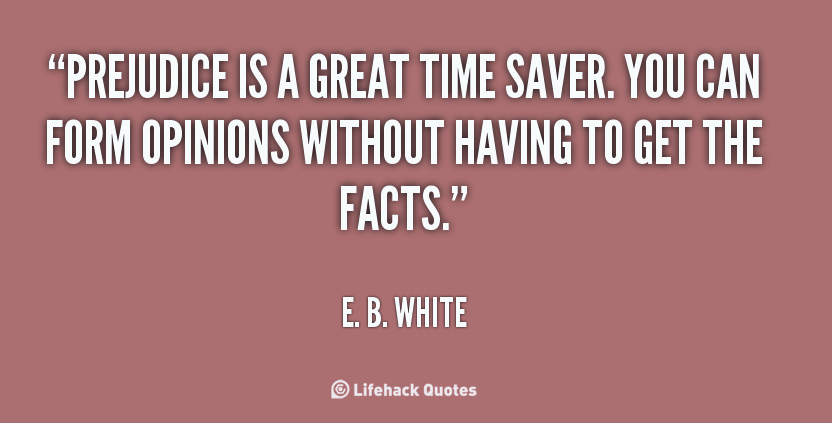 “PREJUDICE IS A GREAT TIME SAVER. YOU CAN
FORM OPINIONS WITHOUT HAVING TO GET THE
FACTS.”
E. B. WHITE
Lifehack Quotes